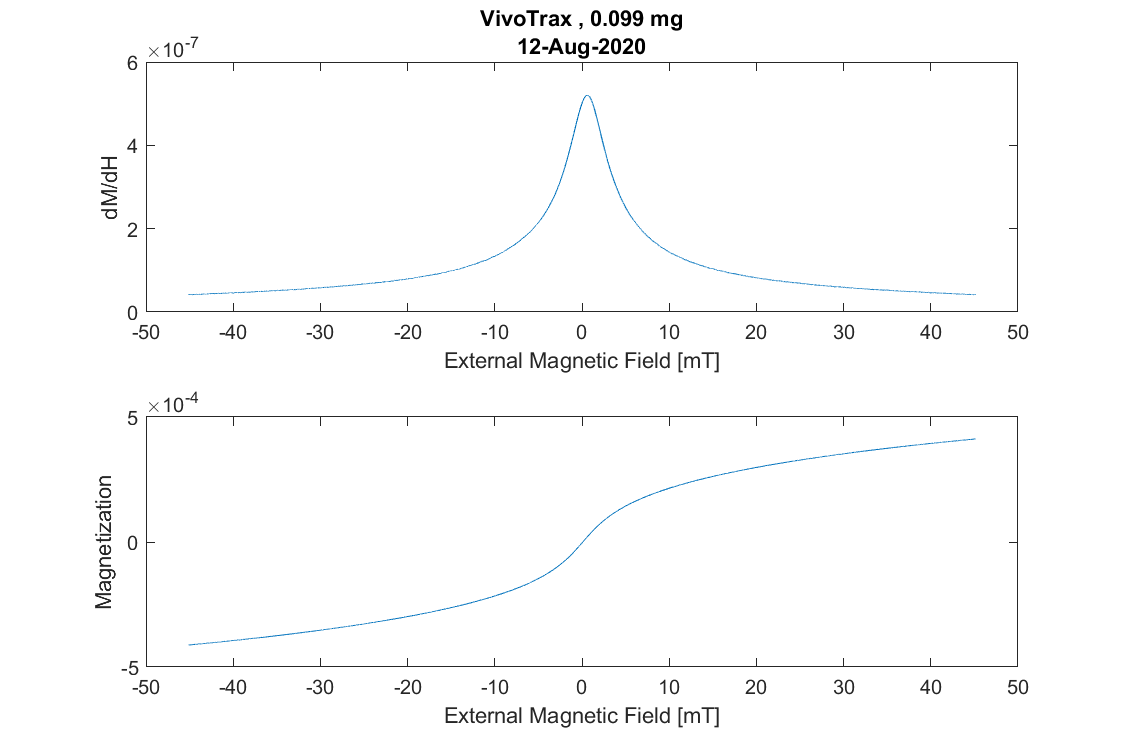 VivoTrax , 0.099 mg
12-Aug-2020
×10-7
6
4
2
0
dM/dH
-50 -40 -30 -20 -10 0 10 20 30 40 50
External Magnetic Field [mT]
×10-4
5
0
-5
Magnetization
-50 -40 -30 -20 -10 0 10 20 30 40 50
External Magnetic Field [mT]